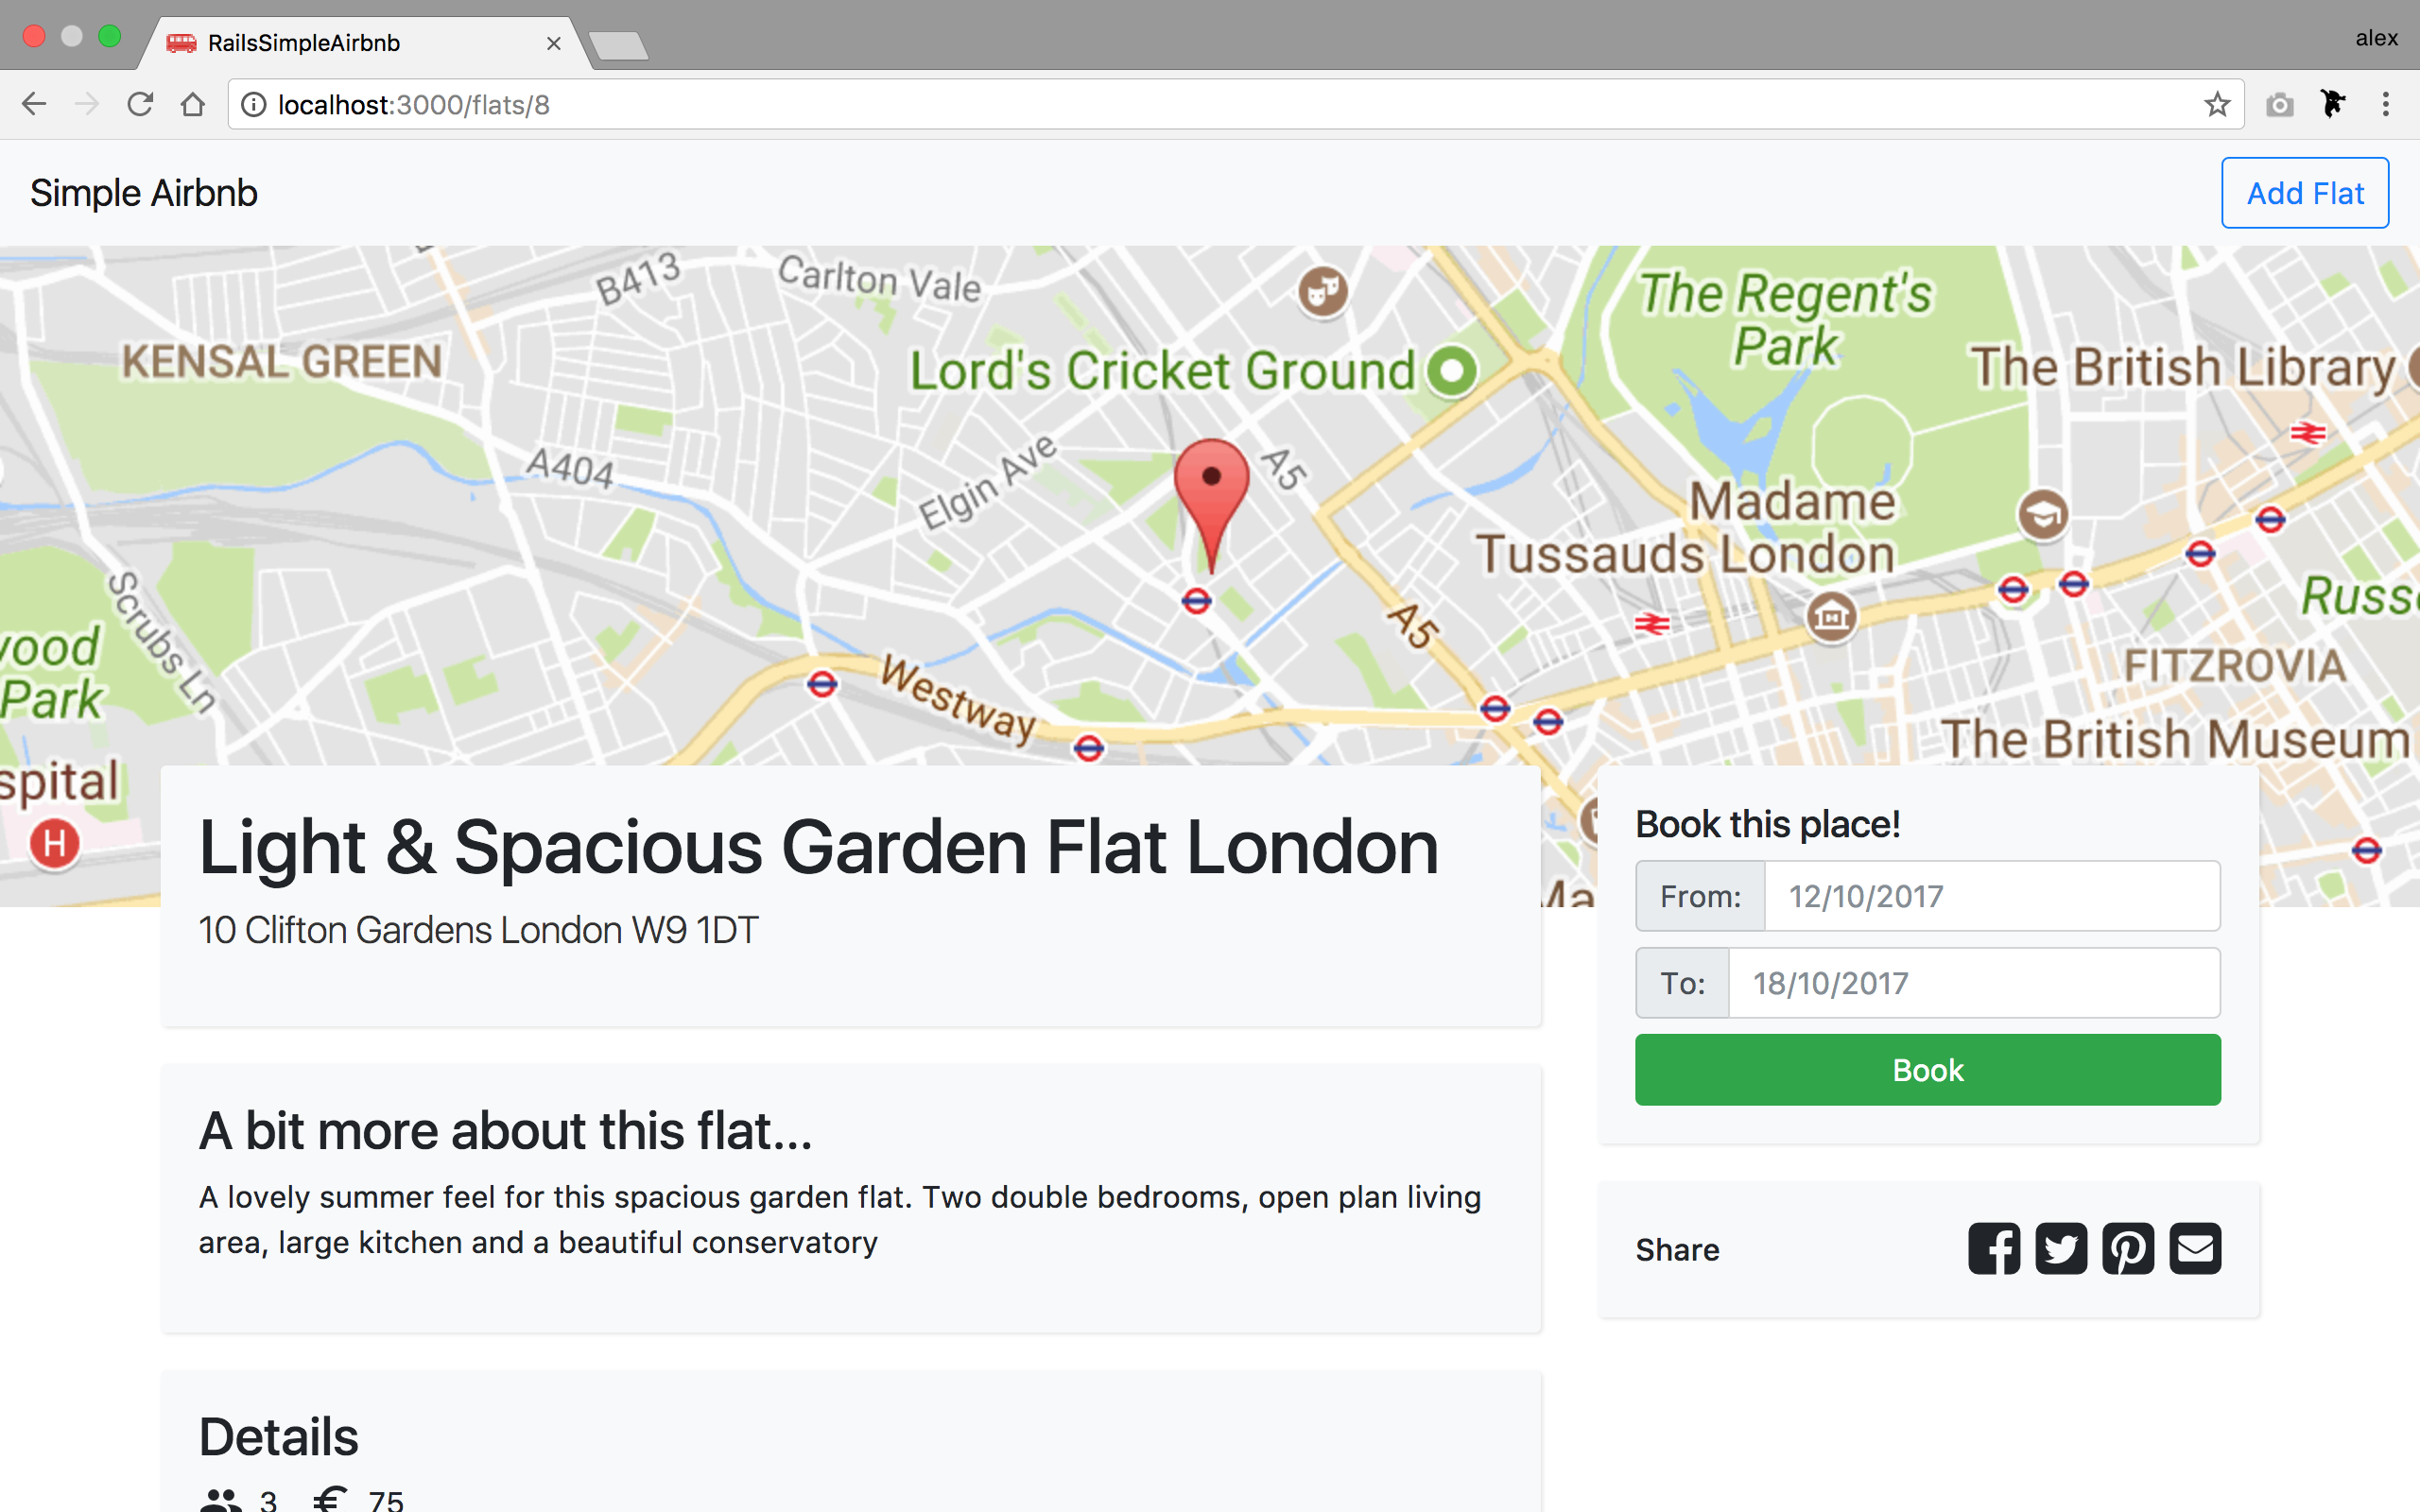 RailsSimpleAirbnb
alex
localhost:3000/flats/8
Simple Airbnb
Add Flat
B413
Carlton Vale
The Regent's
Park
KENSAL GREEN
Lord's Cricket Ground
The British Library
A404
Elgin Ave
A5
Madame
Tussauds London
Scrubs Ln
A5
Park
Westway
FITZROVIA
The British Museum
H
Light & Spacious Garden Flat London
10 Clifton Gardens London W9 1DT
Book this place!
From: 12/10/2017
To: 18/10/2017
Book
A bit more about this flat...
A lovely summer feel for this spacious garden flat. Two double bedrooms, open plan living
area, large kitchen and a beautiful conservatory
Share
Details
3 € 75